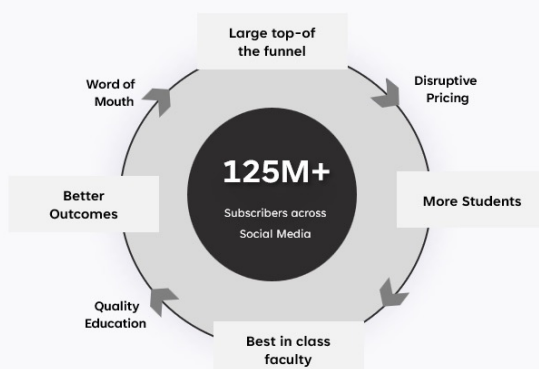 Large top-of
the funnel
Disruptive
Pricing
More Students
Best in class
faculty
Quality
Education
Better
Outcomes
Word of
Mouth
125M+
Subscribers across
Social Media